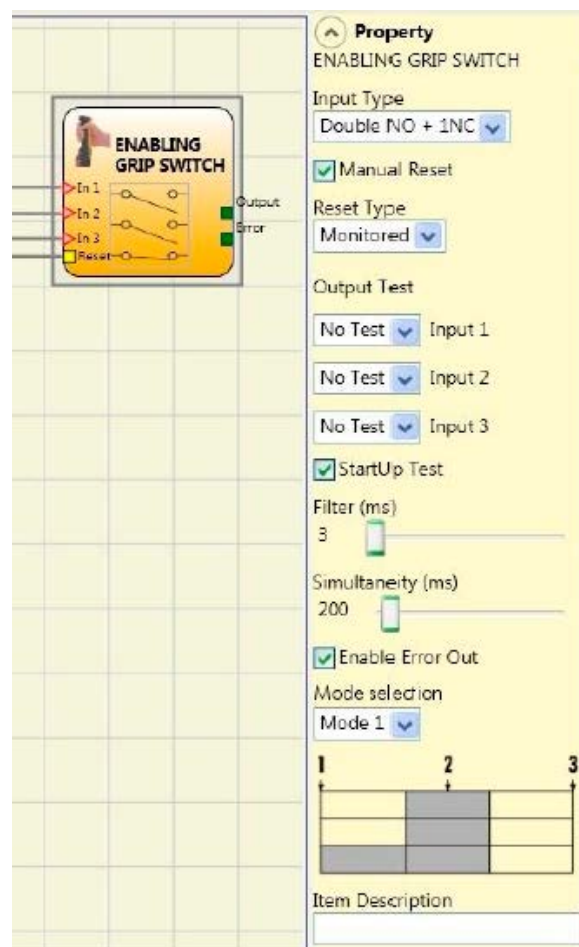 ENABLING
GRIP SWITCH
In 1
In 2
In 3
Reset
Output
Error
Property
ENABLING GRIP SWITCH
Input Type
Double NO + 1NC
Manual Reset
Reset Type
Monitored
Output Test
No Test Input 1
No Test Input 2
No Test Input 3
StartUp Test
Filter (ms)
3
Simultaneity (ms)
200
Enable Error Out
Mode selection
Mode 1
1 2 3
Item Description